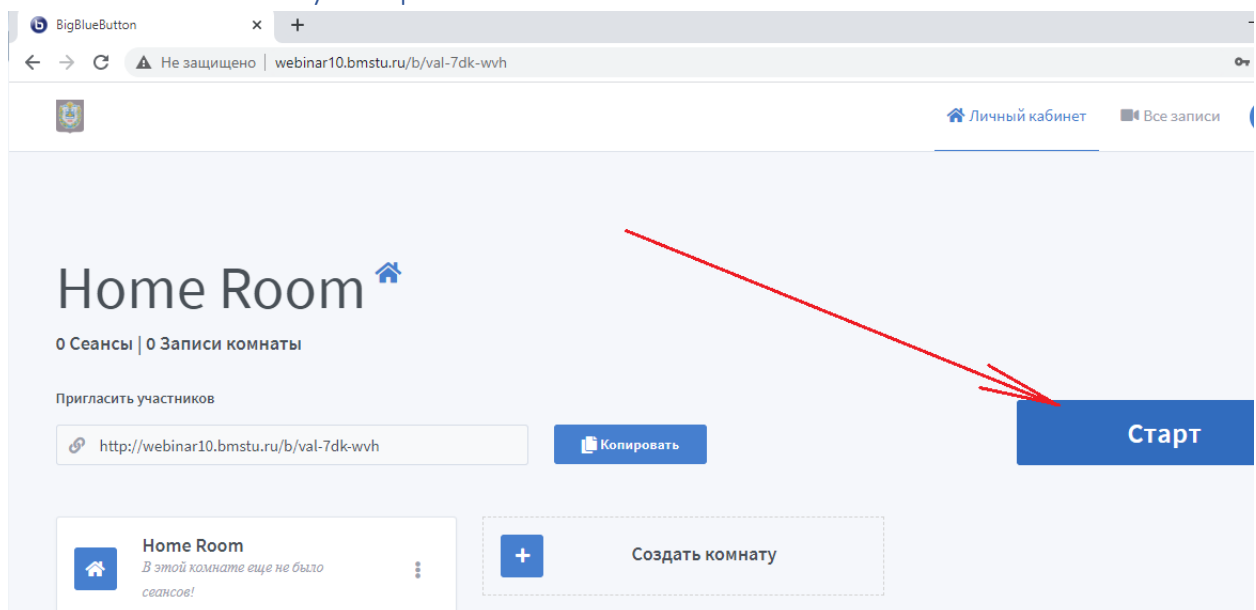 BigBlueButton
Не защищено | webinar10.bmstu.ru/b/val-7dk-wvh
Личный кабинет
Все записи
Home Room
0 Сеансы | 0 Записи комнаты
Пригласить участников
http://webinar10.bmstu.ru/b/val-7dk-wvh
Копировать
Старт
Home Room
В этой комнате еще не было
сеансов!
Создать комнату